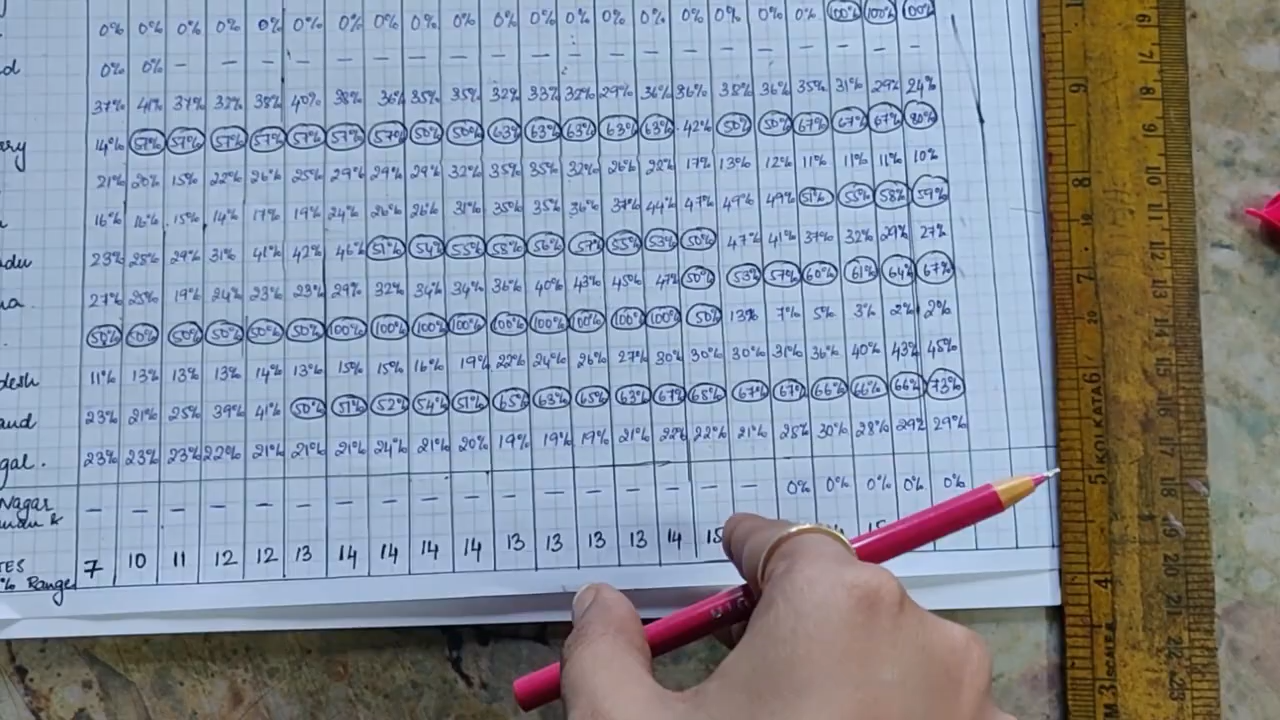 0% 0% 0% 0% 0% 0% 0% 0% 0% 0% 0% 0% 0% 0% 0% 0% 0% 0% 0% 100% 100% 100%
d 0% 0% – – – – – – – – – – – – – – – – – – – –
37% 41% 37% 32% 38% 40% 38% 36% 35% 35% 32% 33% 32% 29% 36% 36% 38% 36% 35% 31% 29% 24%
ary 14% 57% 57% 57% 57% 57% 57% 57% 50% 50% 63% 63% 63% 63% 63% 42% 50% 50% 67% 67% 67% 80%
21% 20% 15% 22% 26% 25% 29% 29% 29% 32% 35% 35% 32% 26% 22% 17% 13% 12% 11% 11% 11% 10%
16% 16% 15% 14% 17% 19% 24% 26% 26% 31% 35% 35% 36% 37% 44% 47% 49% 49% 51% 55% 58% 59%
du 23% 25% 29% 31% 41% 42% 46% 51% 54% 55% 55% 56% 57% 55% 53% 50% 47% 41% 37% 32% 29% 27%
na. 27% 25% 19% 24% 23% 23% 29% 32% 34% 34% 36% 40% 43% 45% 47% 50% 53% 57% 60% 61% 64% 67%
50% 50% 50% 50% 50% 50% 100% 100% 100% 100% 100% 100% 100% 100% 100% 50% 13% 7% 5% 3% 2% 2%
desh 11% 13% 13% 13% 14% 13% 15% 15% 16% 19% 22% 24% 26% 27% 30% 30% 30% 31% 36% 40% 43% 45%
and 23% 21% 25% 39% 41% 50% 51% 52% 54% 57% 65% 63% 65% 63% 67% 68% 67% 67% 66% 66% 66% 73%
gal. 23% 23% 23% 22% 21% 21% 21% 24% 21% 20% 19% 19% 19% 21% 22% 22% 21% 28% 30% 28% 29% 29%
Nagar – – – – – – – – – – – – – – – – – 0% 0% 0% 0% 0%
TES 7 10 11 12 12 13 14 14 14 14 13 13 13 13 14 15
% Range
KOLKATA